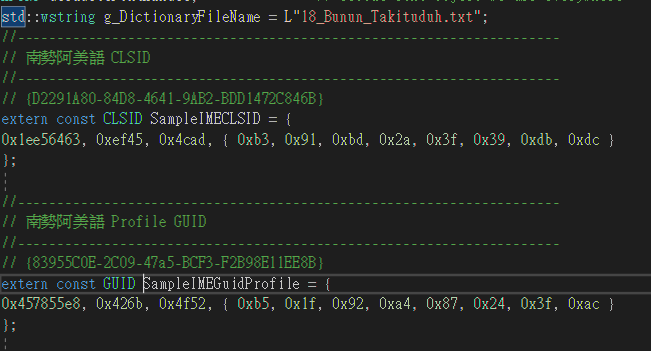 std::wstring g_DictionaryFileName = L"18_Bunun_Takituduh.txt";
//---------------------------------------------------------------------
// 南勢阿美語 CLSID
//---------------------------------------------------------------------
// {D2291A80-84D8-4641-9AB2-BDD1472C846B}
extern const CLSID SampleIMECLSID = {
0x1ee56463, 0xef45, 0x4cad, { 0xb3, 0x91, 0xbd, 0x2a, 0x3f, 0x39, 0xdb, 0xdc }
};
//---------------------------------------------------------------------
// 南勢阿美語 Profile GUID
//---------------------------------------------------------------------
// {83955C0E-2C09-47a5-BCF3-F2B98E11EE8B}
extern const GUID SampleIMEGuidProfile = {
0x457855e8, 0x426b, 0x4f52, { 0xb5, 0x1f, 0x92, 0xa4, 0x87, 0x24, 0x3f, 0xac }
};